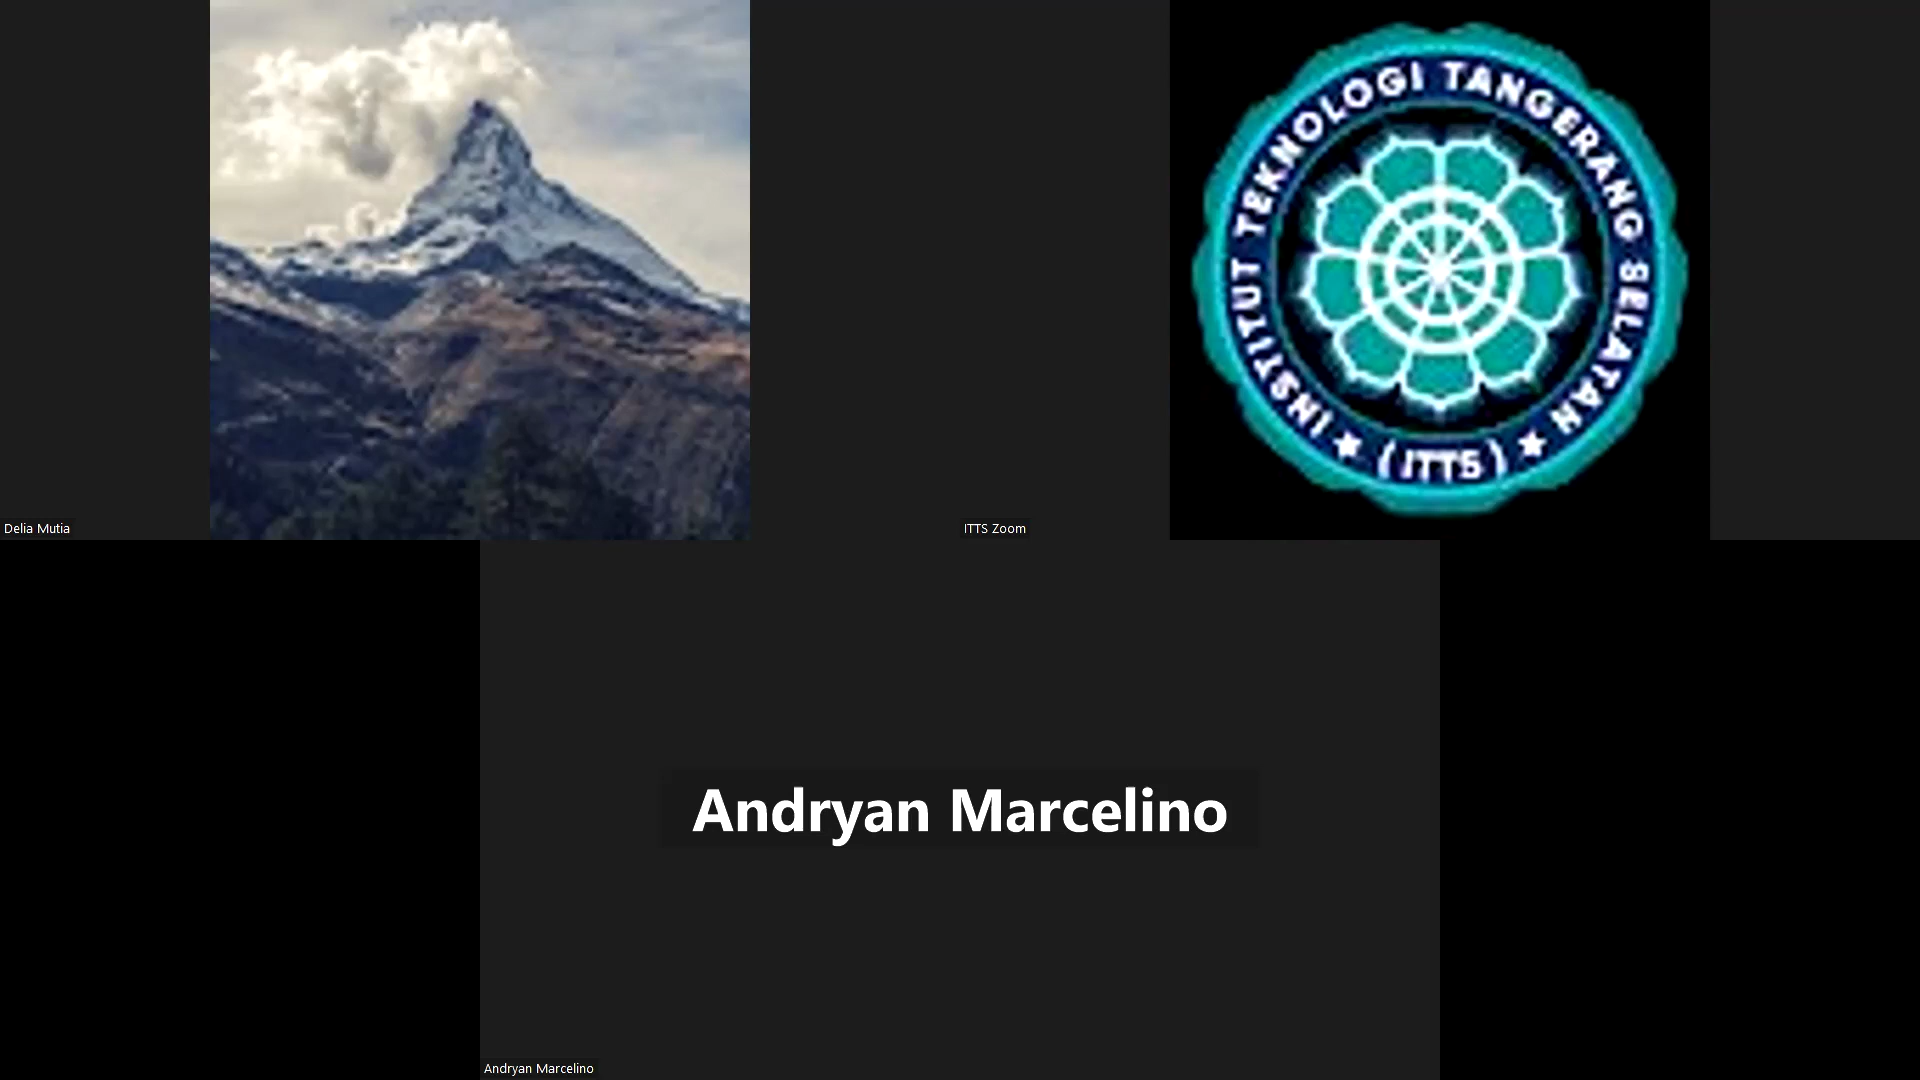 INSTITUT TEKNOLOGI TANGERANG SELATAN
(ITTS)
Delia Mutia
ITTS Zoom
Andryan Marcelino
Andryan Marcelino